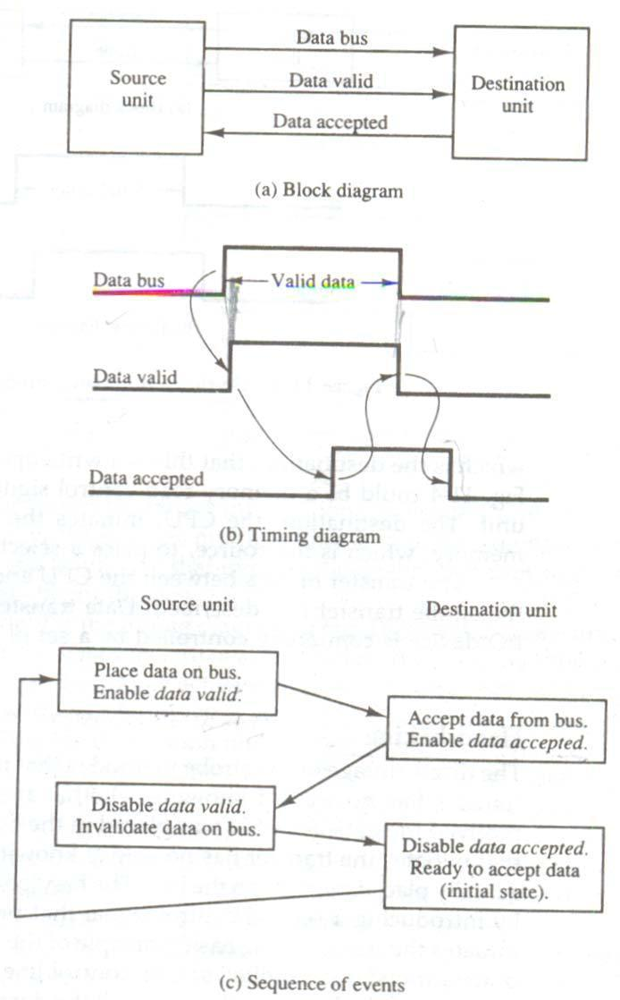 Data bus
Source
unit
Data valid
Destination
unit
Data accepted
(a) Block diagram
Data bus
Valid data
Data valid
Data accepted
(b) Timing diagram
Source unit
Destination unit
Place data on bus.
Enable data valid.
Accept data from bus.
Enable data accepted.
Disable data valid.
Invalidate data on bus.
Disable data accepted.
Ready to accept data
(initial state).
(c) Sequence of events